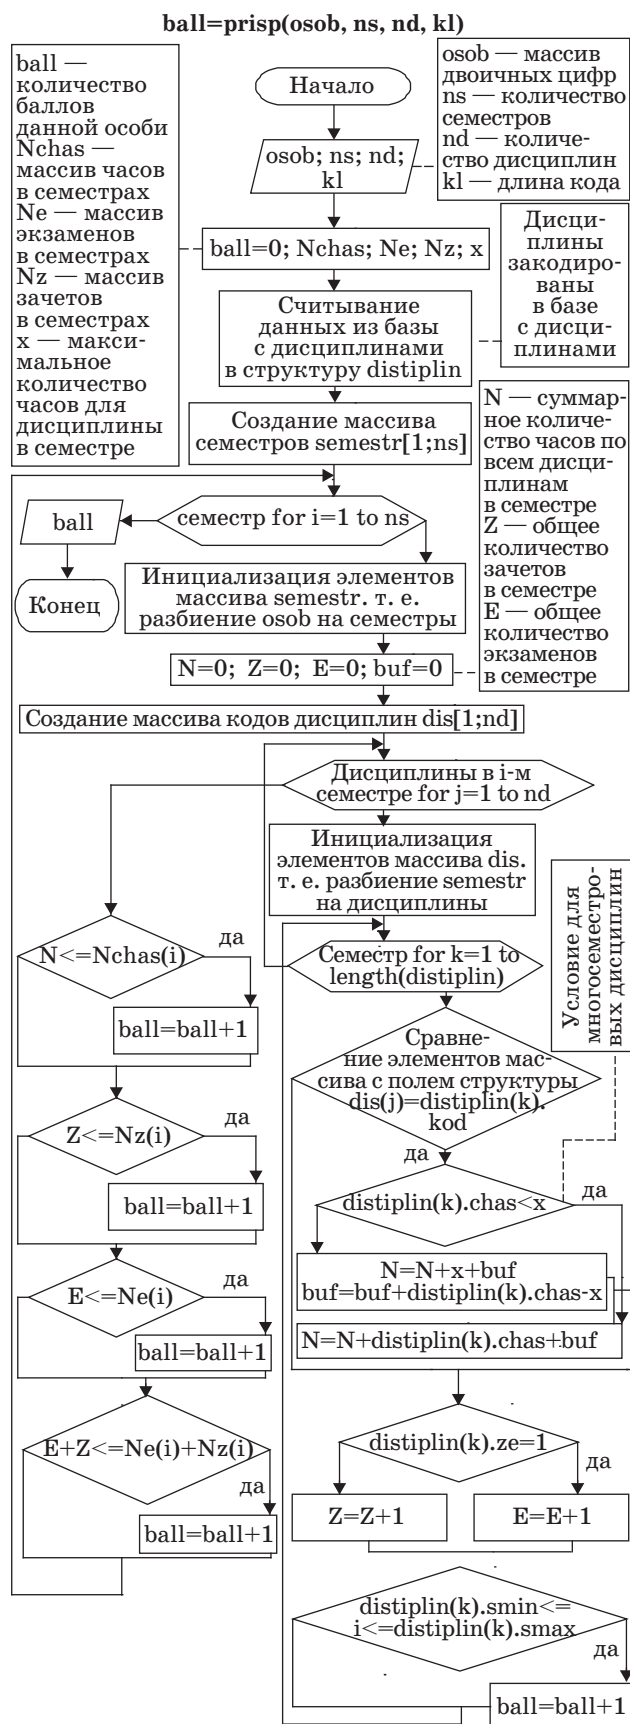 ball=prisp(osob, ns, nd, kl)
ball —
количество
баллов
данной особи
Nchas —
массив часов
в семестрах
Ne — массив
экзаменов
в семестрах
Nz — массив
зачетов
в семестрах
x — макси-
мальное
количество
часов для
дисциплины
в семестре
Начало
osob — массив
двоичных цифр
ns — количество
семестров
nd — количе-
ство дисциплин
kl — длина кода
osob; ns; nd;
kl
ball=0; Nchas; Ne; Nz; x
Дисци-
плины
закодиро-
ваны
в базе
с дисци-
плинами
Считывание
данных из базы
с дисциплинами
в структуру distiplin
Создание массива
семестров semestr[1;ns]
N — суммар-
ное количе-
ство часов по
всем дисци-
плинам
в семестре
Z — общее
количество
зачетов
в семестре
E — общее
количество
экзаменов
в семестре
семестр for i=1 to ns
ball
Конец
Инициализация элементов
массива semestr. т. е.
разбиение osob на семестры
N=0; Z=0; E=0; buf=0
Создание массива кодов дисциплин dis[1;nd]
Дисциплины в i-м
семестре for j=1 to nd
Инициализация
элементов массива dis.
т. е. разбиение semestr
на дисциплины
Условие для
многосеместро-
вых дисциплин
Семестр for k=1 to
length(distiplin)
N<=Nchas(i)
да
ball=ball+1
Сравне-
ние элементов мас-
сива с полем структуры
dis(j)=distiplin(k).
kod
да
Z<=Nz(i)
да
ball=ball+1
distiplin(k).chas<x
да
N=N+x+buf
buf=buf+distiplin(k).chas-x
N=N+distiplin(k).chas+buf
E<=Ne(i)
да
ball=ball+1
E+Z<=Ne(i)+Nz(i)
да
ball=ball+1
distiplin(k).ze=1
да
Z=Z+1
E=E+1
distiplin(k).smin<=
i<=distiplin(k).smax
да
ball=ball+1